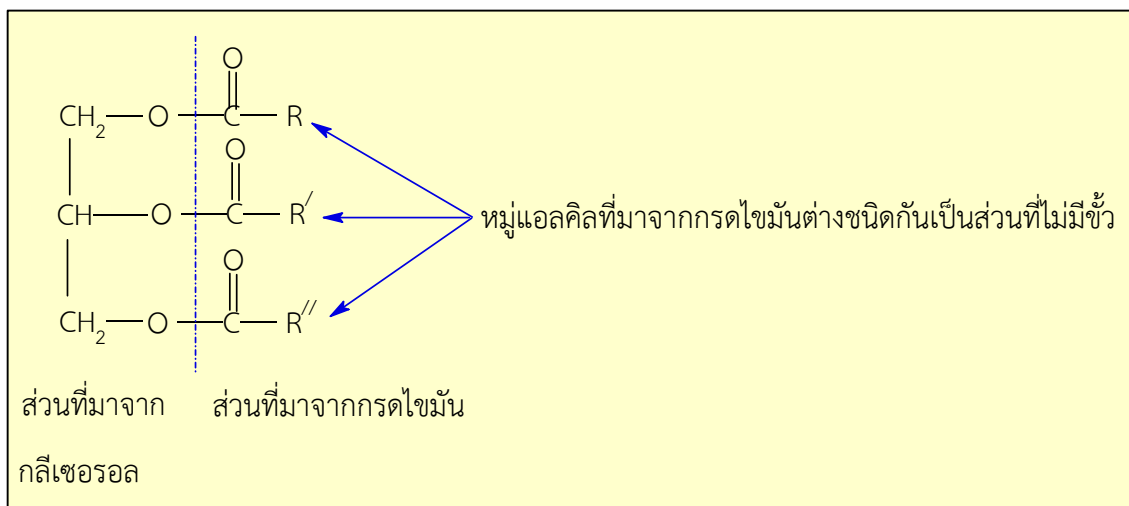 O
CH₂—O—C—R
O
CH—O—C—R′
หมู่แอลคิลที่มาจากกรดไขมันต่างชนิดกันเป็นส่วนที่ไม่มีขั้ว
O
CH₂—O—C—R″
ส่วนที่มาจาก
กลีเซอรอล
ส่วนที่มาจากกรดไขมัน